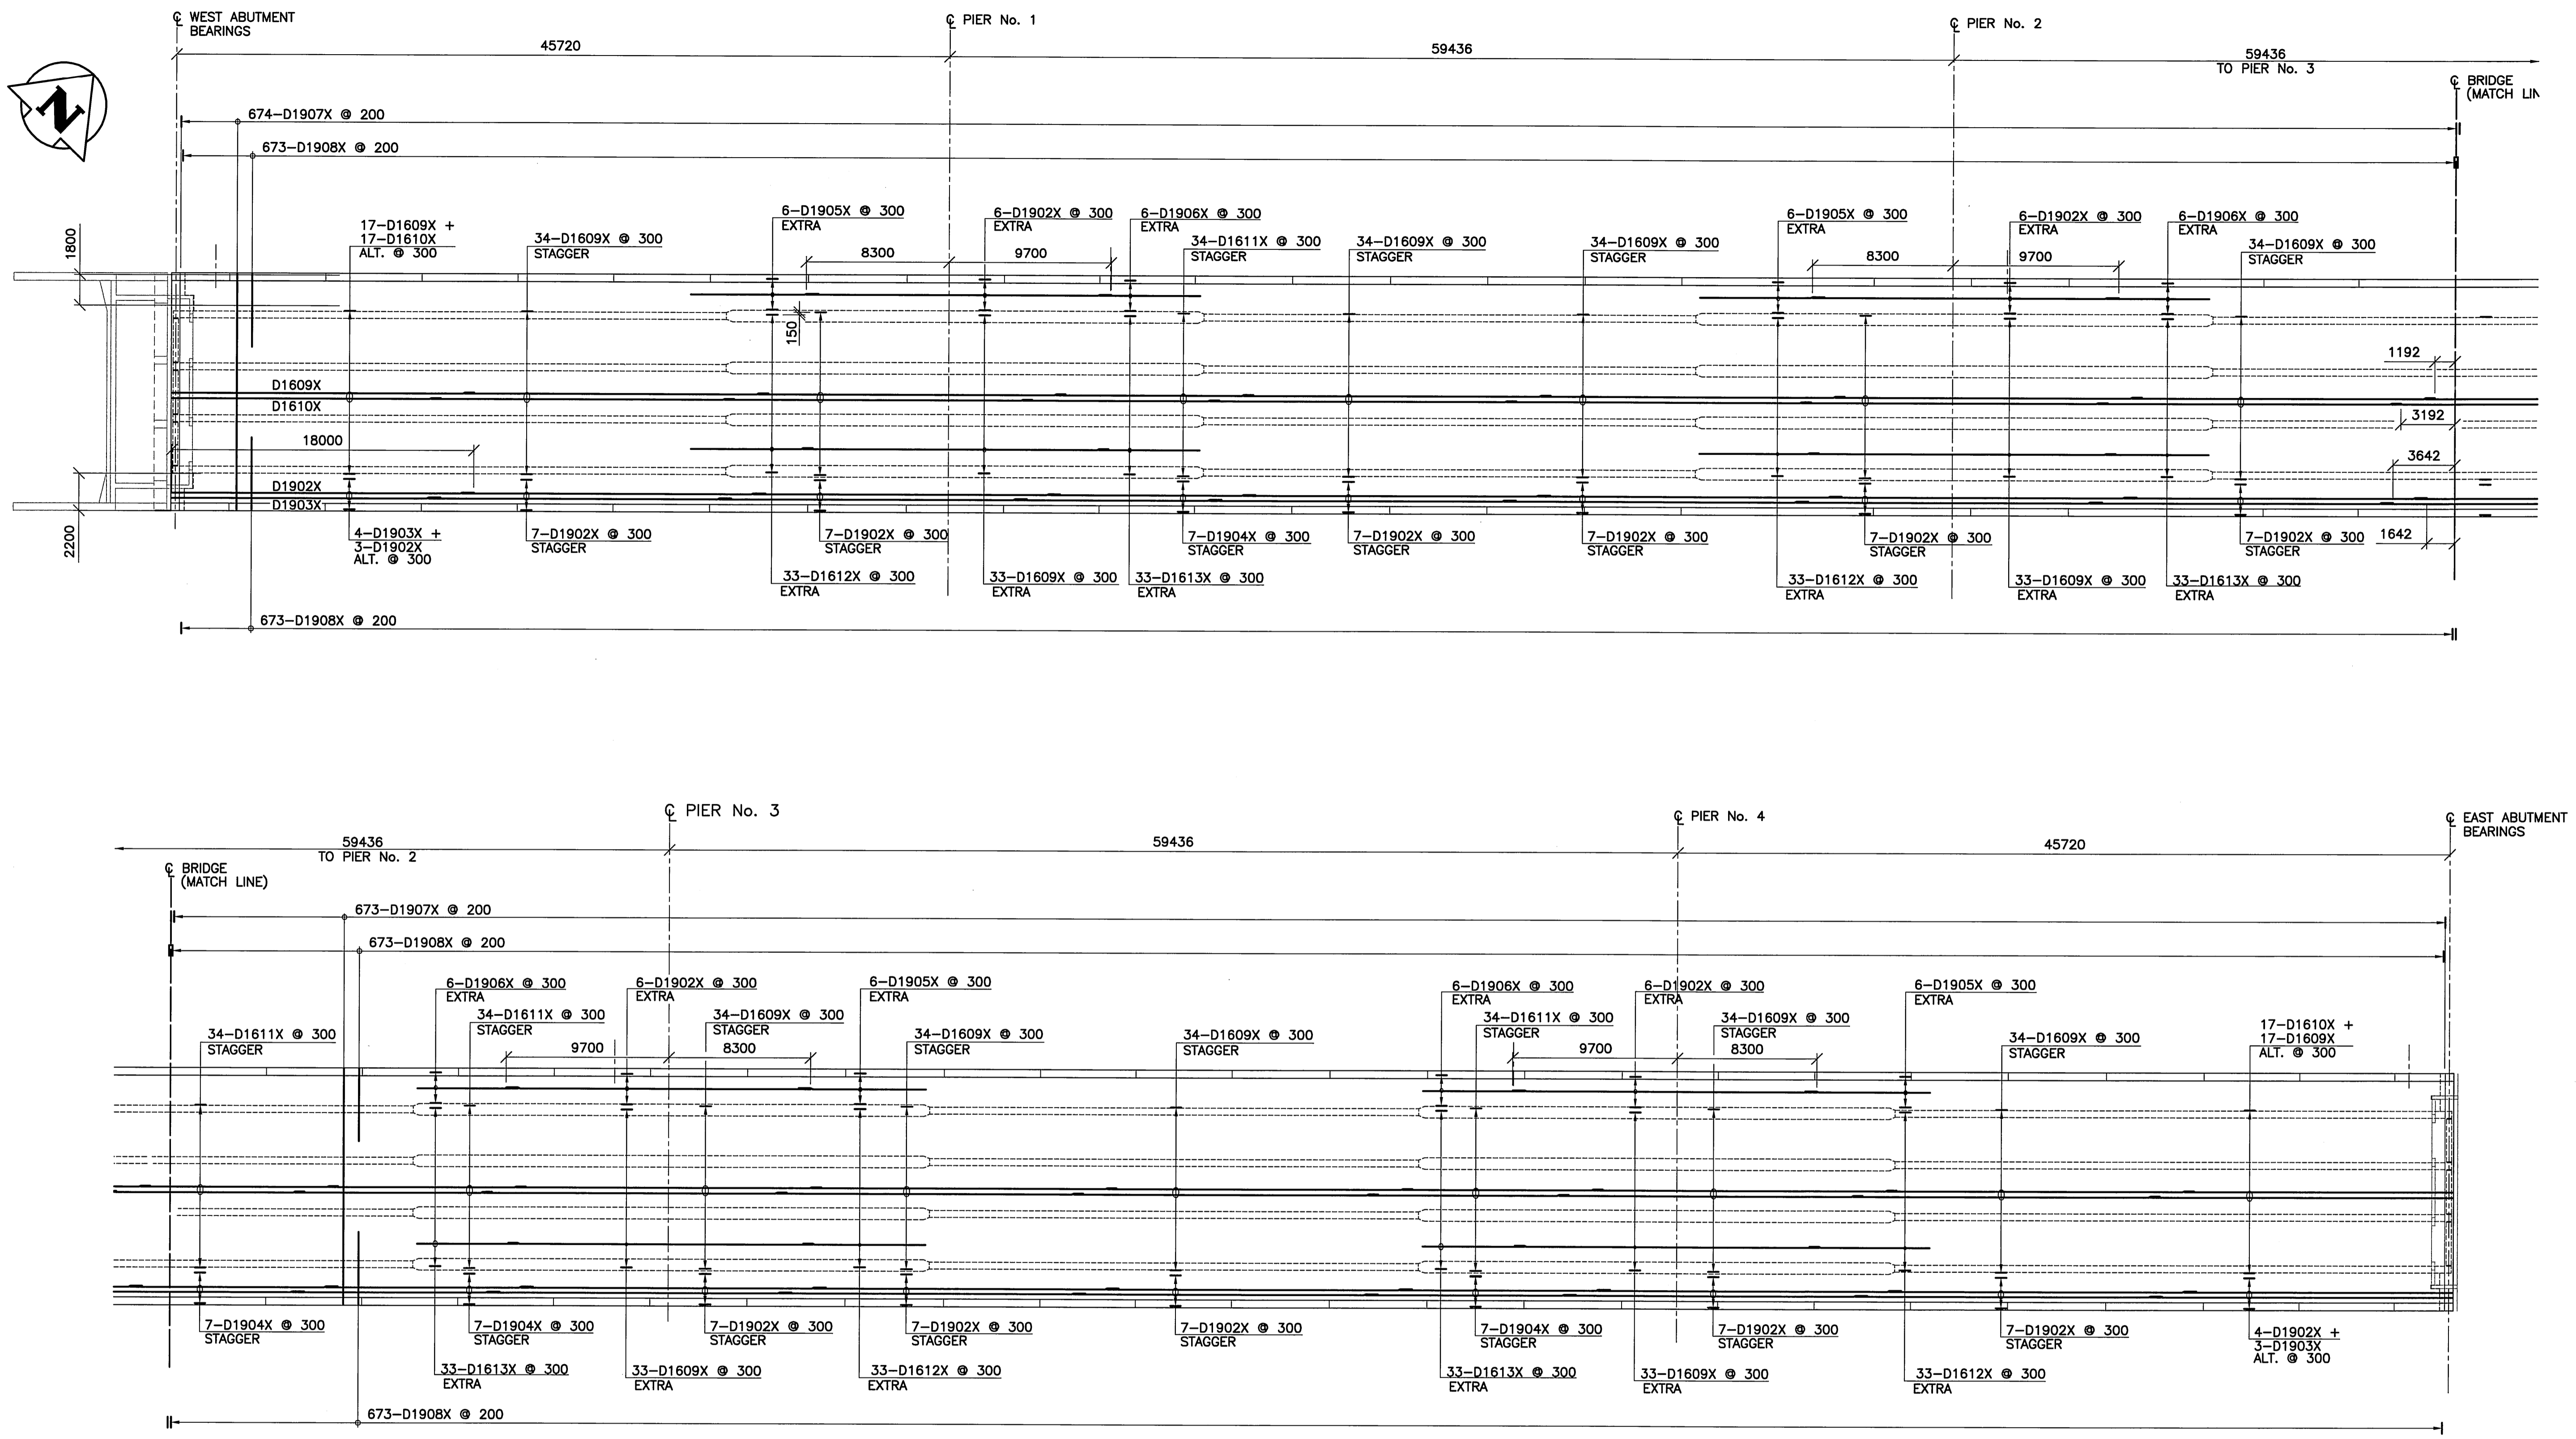 ℄ WEST ABUTMENT
BEARINGS
℄ PIER No. 1
℄ PIER No. 2
45720
59436
59436
TO PIER No. 3
℄ BRIDGE
(MATCH LIN
N
674-D1907X @ 200
673-D1908X @ 200
17-D1609X +
17-D1610X
ALT. @ 300
34-D1609X @ 300
STAGGER
6-D1905X @ 300
EXTRA
6-D1902X @ 300
EXTRA
6-D1906X @ 300
EXTRA
34-D1611X @ 300
STAGGER
34-D1609X @ 300
STAGGER
34-D1609X @ 300
STAGGER
6-D1905X @ 300
EXTRA
6-D1902X @ 300
EXTRA
6-D1906X @ 300
EXTRA
34-D1609X @ 300
STAGGER
1800
8300
9700
8300
9700
150
1192
D1609X
D1610X
3192
18000
3642
D1902X
D1903X
2200
4-D1903X +
3-D1902X
ALT. @ 300
7-D1902X @ 300
STAGGER
7-D1902X @ 300
STAGGER
7-D1904X @ 300
STAGGER
7-D1902X @ 300
STAGGER
7-D1902X @ 300
STAGGER
7-D1902X @ 300
STAGGER
7-D1902X @ 300
STAGGER
1642
33-D1612X @ 300
EXTRA
33-D1609X @ 300
EXTRA
33-D1613X @ 300
EXTRA
33-D1612X @ 300
EXTRA
33-D1609X @ 300
EXTRA
33-D1613X @ 300
EXTRA
673-D1908X @ 200
℄ PIER No. 3
℄ PIER No. 4
℄ EAST ABUTMENT
BEARINGS
59436
TO PIER No. 2
59436
45720
℄ BRIDGE
(MATCH LINE)
673-D1907X @ 200
673-D1908X @ 200
6-D1906X @ 300
EXTRA
6-D1902X @ 300
EXTRA
6-D1905X @ 300
EXTRA
6-D1906X @ 300
EXTRA
6-D1902X @ 300
EXTRA
6-D1905X @ 300
EXTRA
34-D1611X @ 300
STAGGER
34-D1611X @ 300
STAGGER
34-D1609X @ 300
STAGGER
34-D1609X @ 300
STAGGER
34-D1609X @ 300
STAGGER
34-D1611X @ 300
STAGGER
34-D1609X @ 300
STAGGER
34-D1609X @ 300
STAGGER
17-D1610X +
17-D1609X
ALT. @ 300
9700
8300
9700
8300
7-D1904X @ 300
STAGGER
7-D1904X @ 300
STAGGER
7-D1902X @ 300
STAGGER
7-D1902X @ 300
STAGGER
7-D1902X @ 300
STAGGER
7-D1904X @ 300
STAGGER
7-D1902X @ 300
STAGGER
7-D1902X @ 300
STAGGER
4-D1902X +
3-D1903X
ALT. @ 300
33-D1613X @ 300
EXTRA
33-D1609X @ 300
EXTRA
33-D1612X @ 300
EXTRA
33-D1613X @ 300
EXTRA
33-D1609X @ 300
EXTRA
33-D1612X @ 300
EXTRA
673-D1908X @ 200